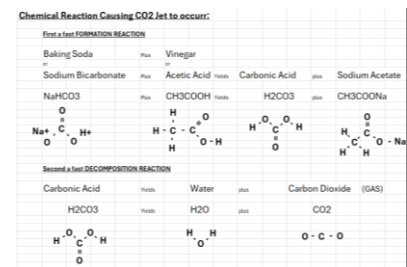 Chemical Reaction Causing CO2 Jet to occur:
First a fast FORMATION REACTION
Baking Soda Plus Vinegar
or or
Sodium Bicarbonate Plus Acetic Acid Yields Carbonic Acid plus Sodium Acetate
NaHCO3 Plus CH3COOH Yields H2CO3 plus CH3COONa
O H O
Na+ C H+ H - C - C O O - H H O O H C O H C C O - Na
O O H H H
Second a fast DECOMPOSITION REACTION
Carbonic Acid Yields Water plus Carbon Dioxide (GAS)
H2CO3 Yields H2O plus CO2
H O C O H H O H O - C - O
O